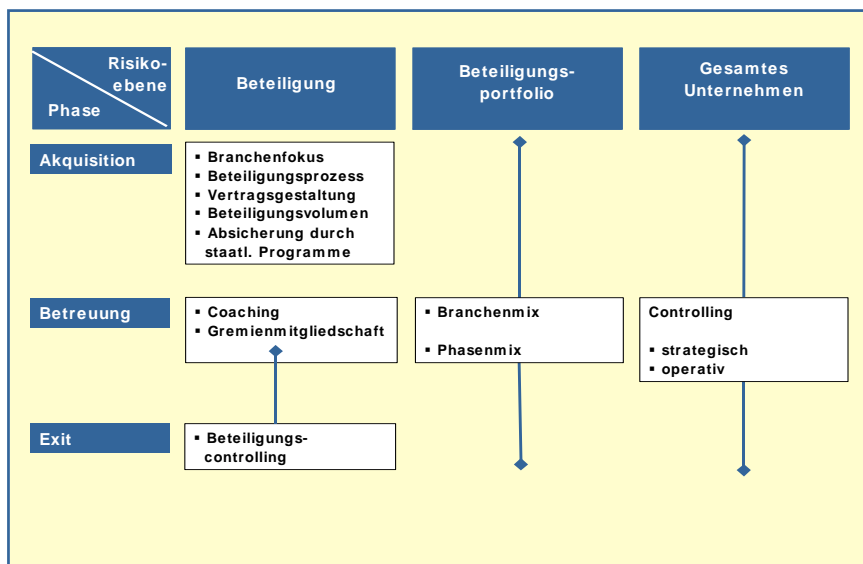 Risiko-
ebene
Phase
Beteiligung
Beteiligungs-
portfolio
Gesamtes
Unternehmen
Akquisition
▪ Branchenfokus
▪ Beteiligungsprozess
▪ Vertragsgestaltung
▪ Beteiligungsvolumen
▪ Absicherung durch
staatl. Programme
Betreuung
▪ Coaching
▪ Gremienmitgliedschaft
▪ Branchenmix
▪ Phasenmix
Controlling
▪ strategisch
▪ operativ
Exit
▪ Beteiligungs-
controlling